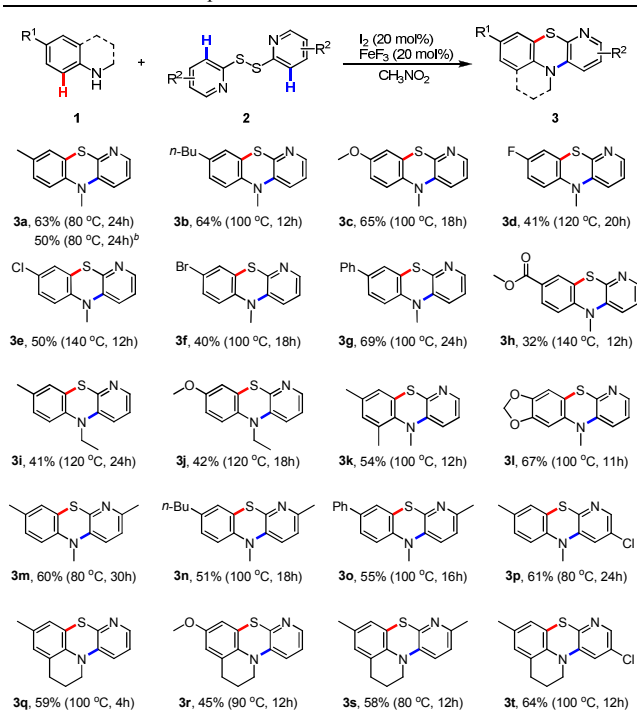 R¹ H N H 1 + H R² N S S N R² H 2 I₂ (20 mol%) FeF₃ (20 mol%) CH₃NO₂ R¹ S N N R² 3
S N N
3a, 63% (80 °C, 24h)
50% (80 °C, 24h)ᵇ
n-Bu S N N
3b, 64% (100 °C, 12h)
O S N N
3c, 65% (100 °C, 18h)
F S N N
3d, 41% (120 °C, 20h)
Cl S N N
3e, 50% (140 °C, 12h)
Br S N N
3f, 40% (100 °C, 18h)
Ph S N N
3g, 69% (100 °C, 24h)
O O S N N
3h, 32% (140 °C, 12h)
S N N
3i, 41% (120 °C, 24h)
O S N N
3j, 42% (120 °C, 18h)
S N N
3k, 54% (100 °C, 12h)
O O S N N
3l, 67% (100 °C, 11h)
S N N
3m, 60% (80 °C, 30h)
n-Bu S N N
3n, 51% (100 °C, 18h)
Ph S N N
3o, 55% (100 °C, 16h)
S N N Cl
3p, 61% (80 °C, 24h)
S N N
3q, 59% (100 °C, 4h)
O S N N
3r, 45% (90 °C, 12h)
S N N
3s, 58% (80 °C, 12h)
S N N Cl
3t, 64% (100 °C, 12h)